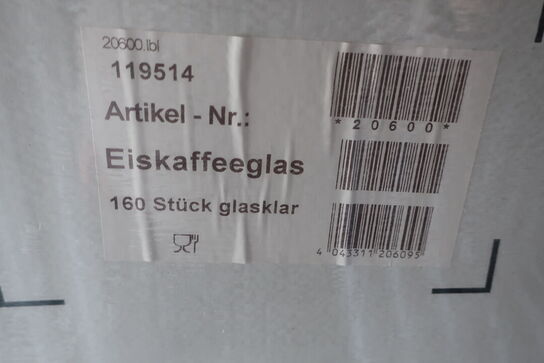 20600.lbl
119514
Artikel - Nr.:
*20600*
Eiskaffeeglas
160 Stück glasklar
4 043311 206095